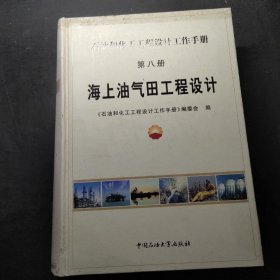 石油和化工工程设计工作手册
第八册
海上油气田工程设计
《石油和化工工程设计工作手册》编委会 编
中国石油大学出版社